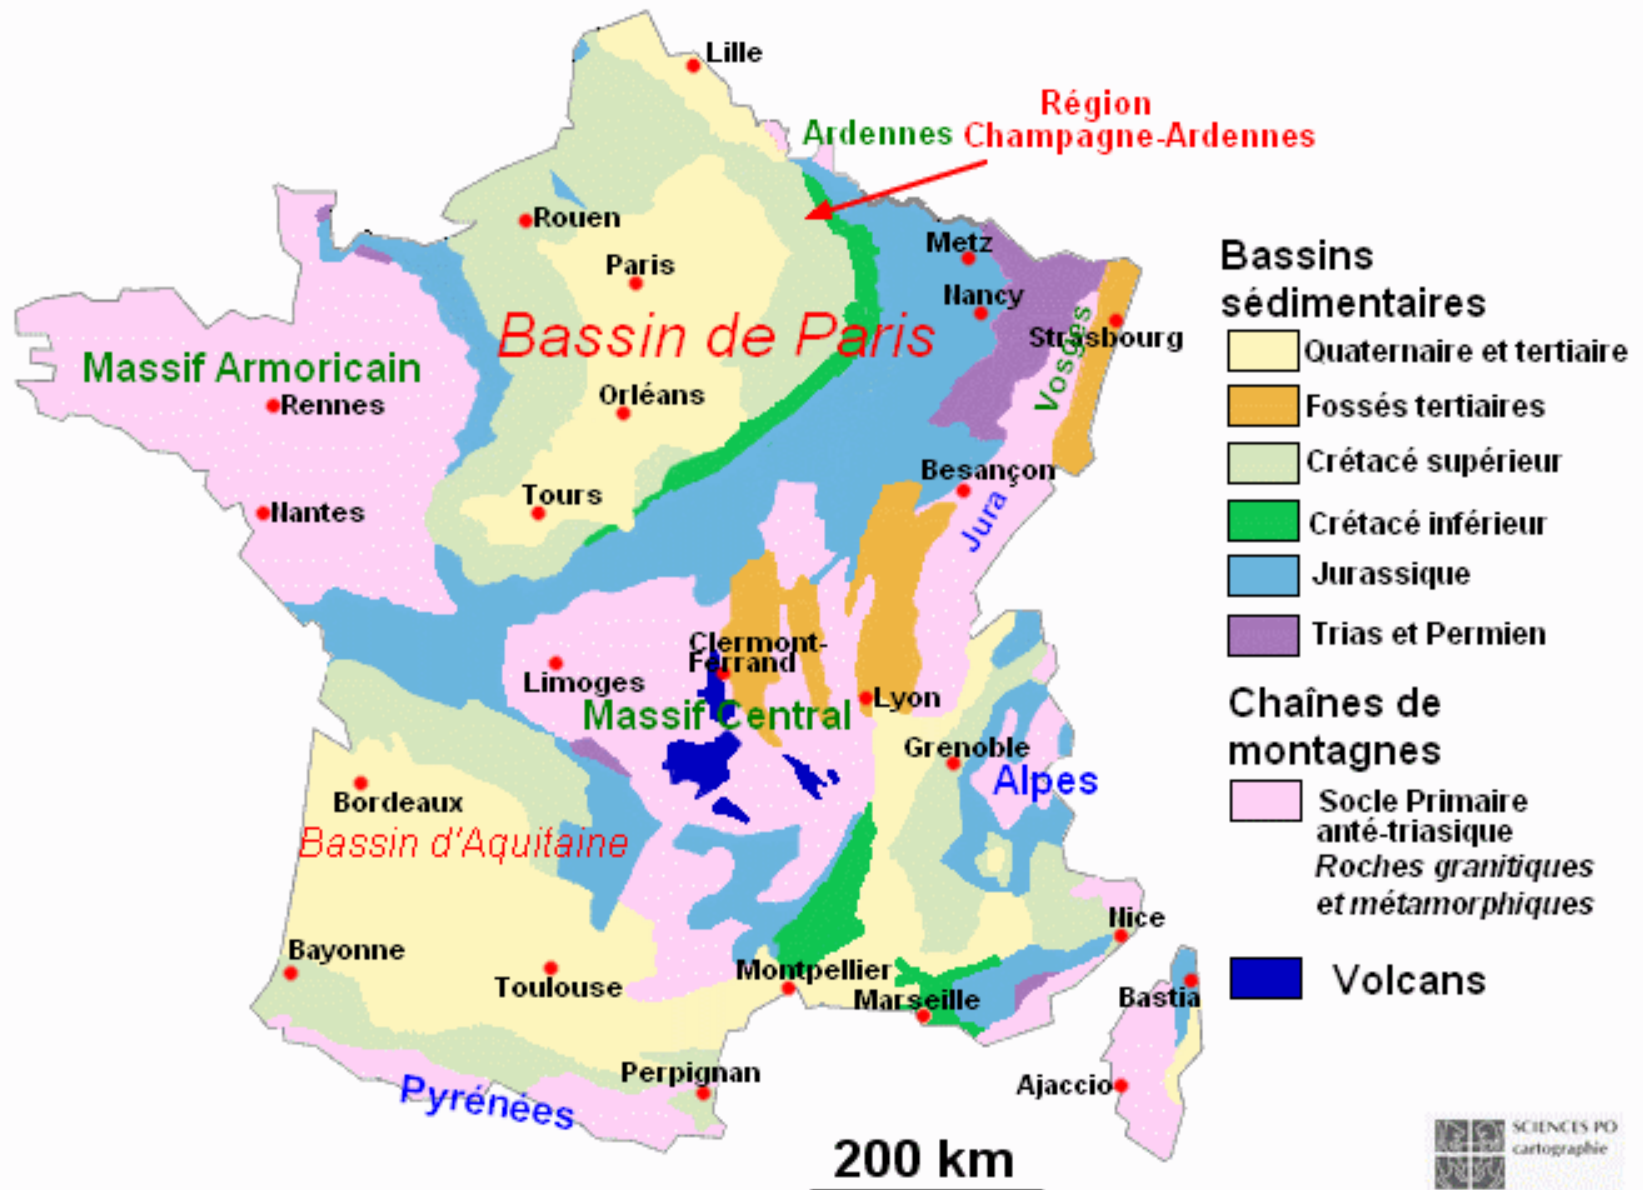 Lille
Région
Ardennes Champagne-Ardennes
Rouen
Metz
Paris
Nancy
Bassin de Paris
Strasbourg
Vosges
Massif Armoricain
Rennes
Orléans
Besançon
Tours
Nantes
Jura
Clermont-
Ferrand
Limoges
Lyon
Massif Central
Grenoble
Alpes
Bordeaux
Bassin d'Aquitaine
Nice
Bayonne
Toulouse
Montpellier
Marseille
Bastia
Perpignan
Ajaccio
Pyrénées
200 km
Bassins
sédimentaires
Quaternaire et tertiaire
Fossés tertiaires
Crétacé supérieur
Crétacé inférieur
Jurassique
Trias et Permien
Chaînes de
montagnes
Socle Primaire
anté-triasique
Roches granitiques
et métamorphiques
Volcans
SCIENCES PO
cartographie